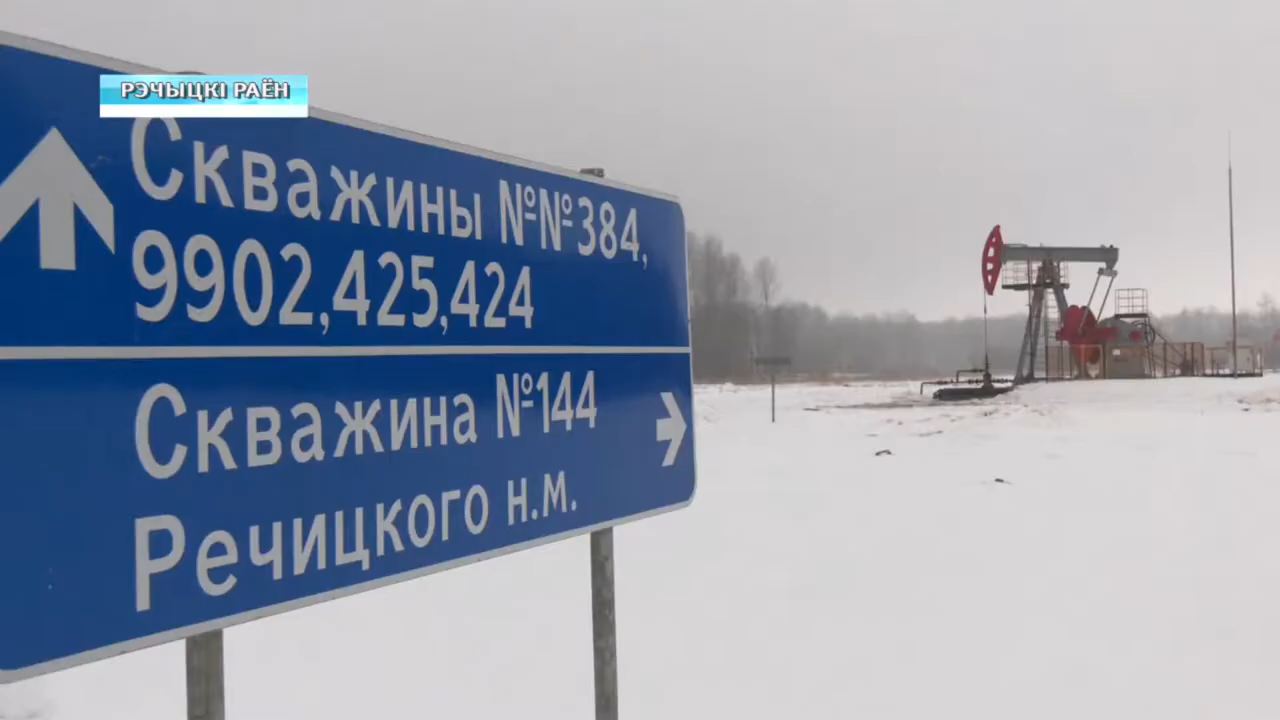 РЭЧЫЦКІ РАЁН
Скважины №№384,
9902,425,424
Скважина №144
Речицкого н.м.